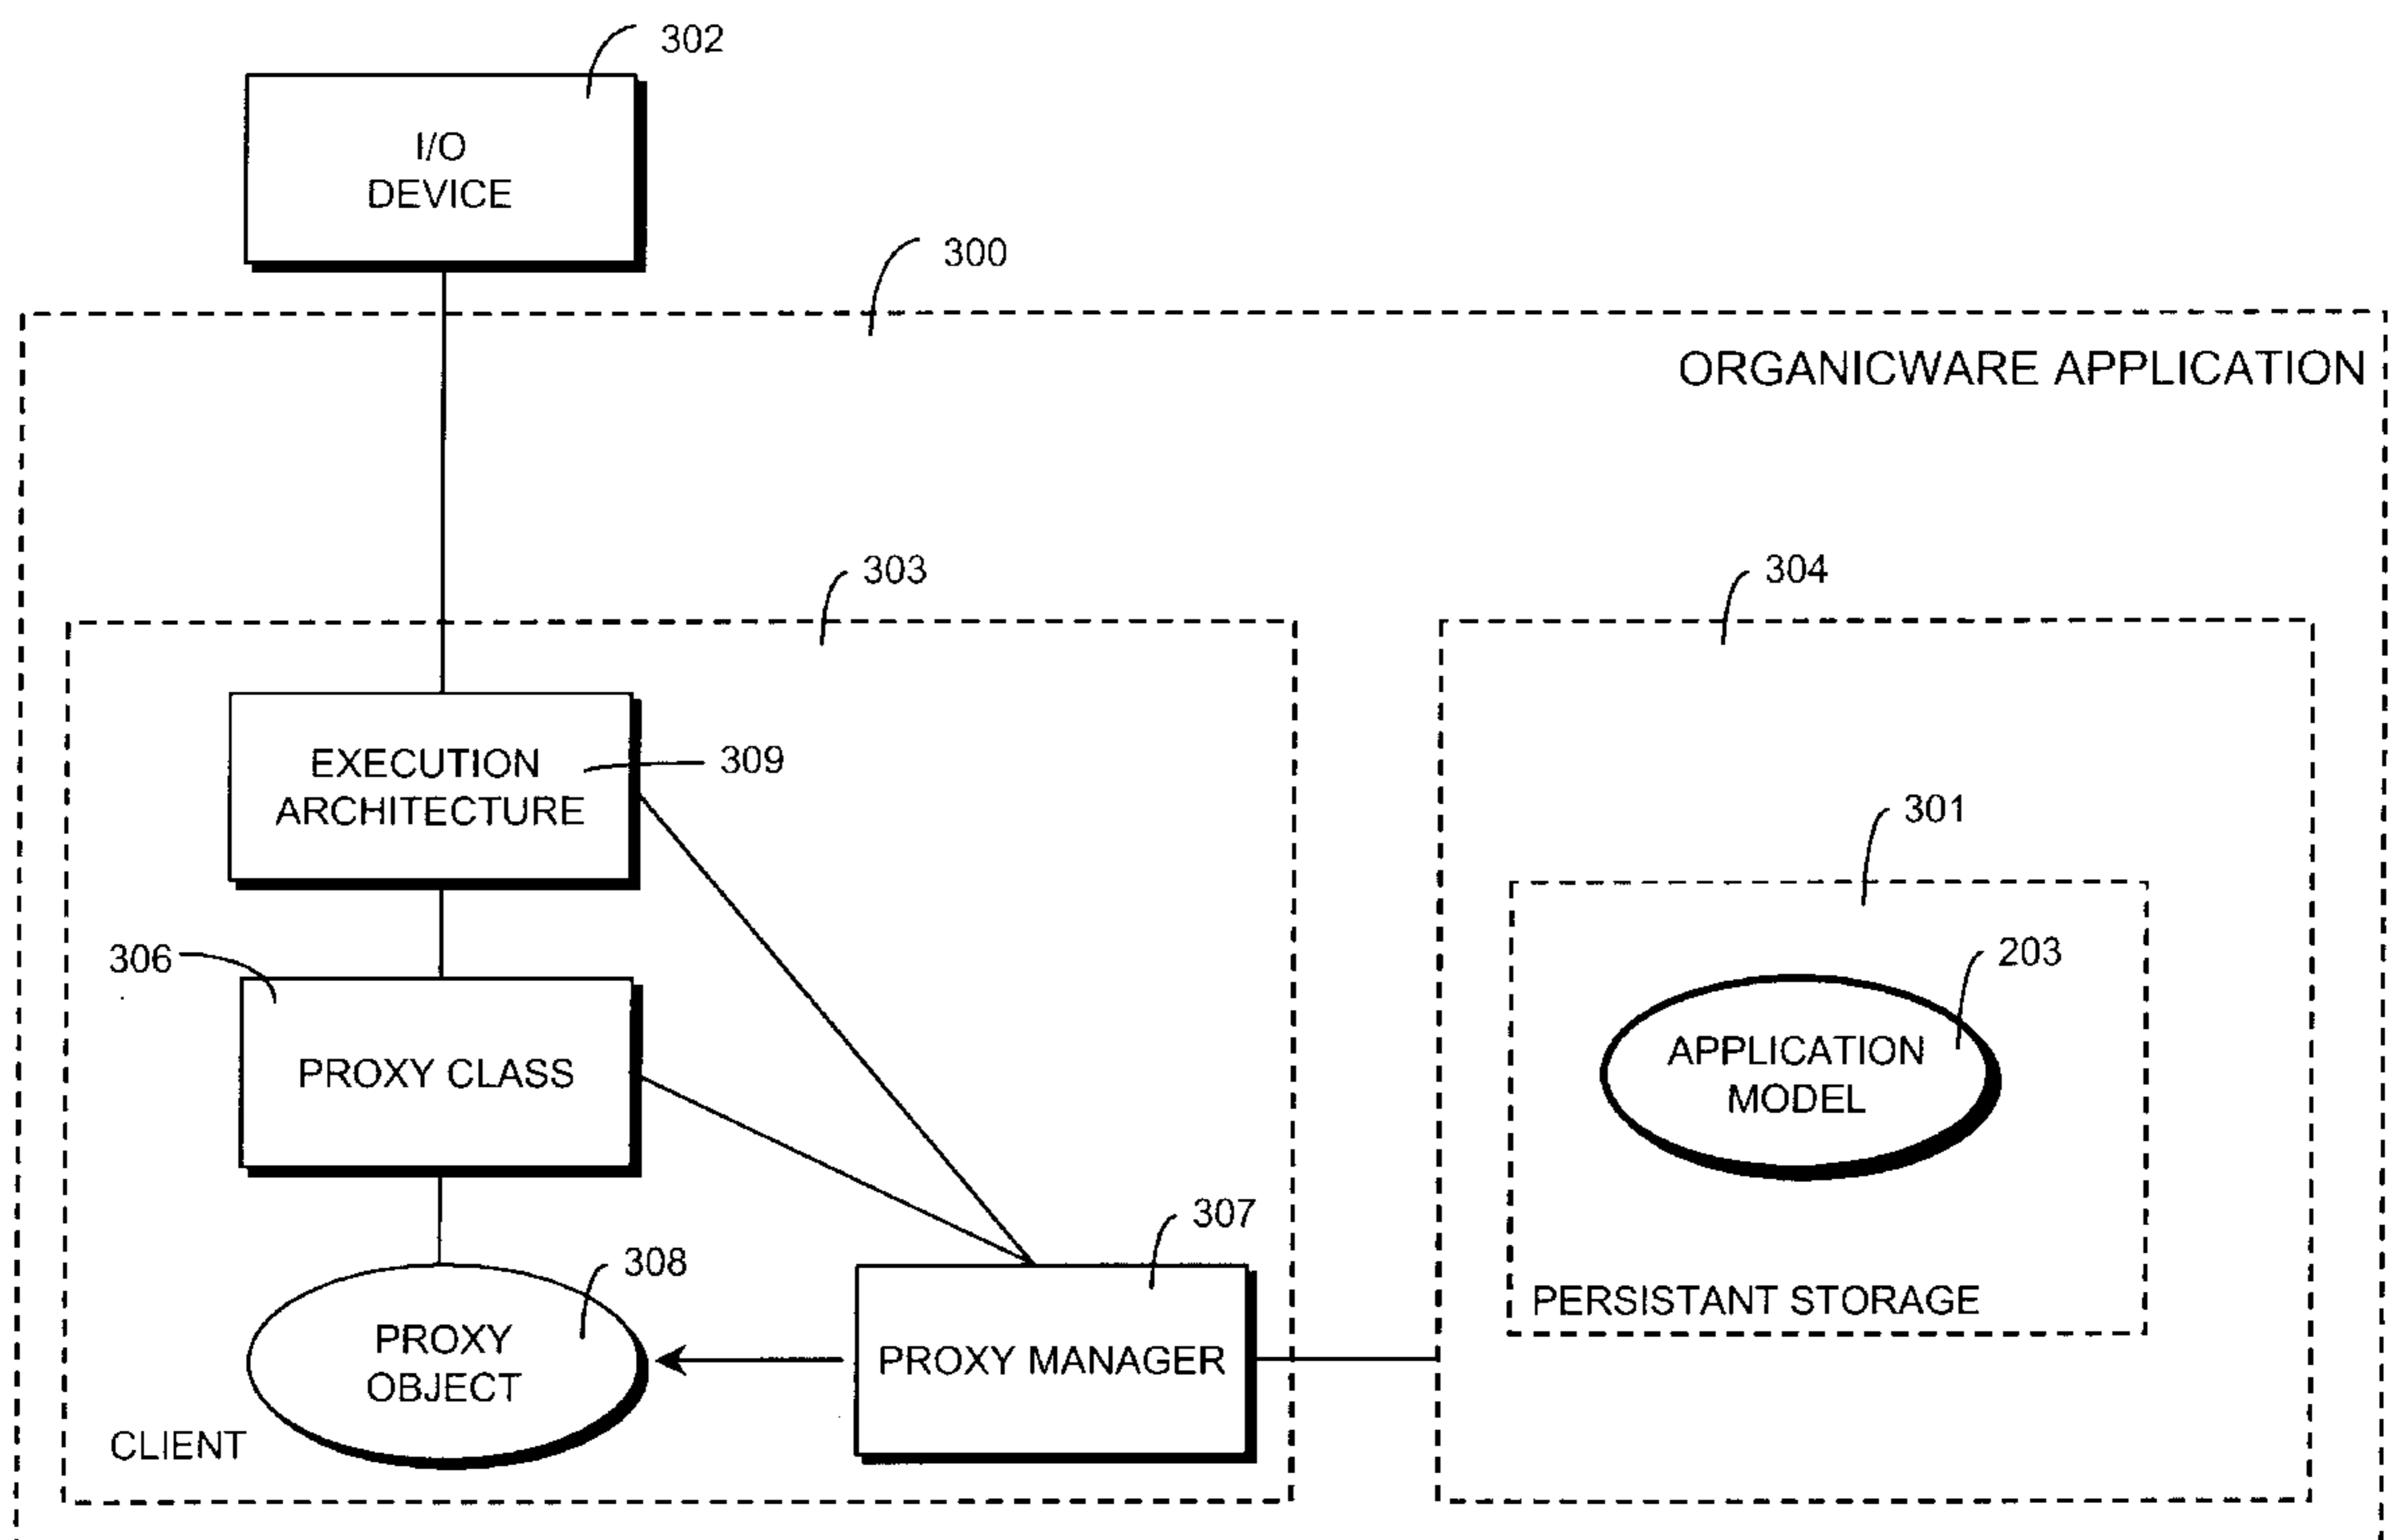 302
I/O
DEVICE
300
ORGANICWARE APPLICATION
303
304
EXECUTION
ARCHITECTURE
309
301
306
203
PROXY CLASS
APPLICATION
MODEL
307
308
PERSISTANT STORAGE
PROXY
OBJECT
PROXY MANAGER
CLIENT